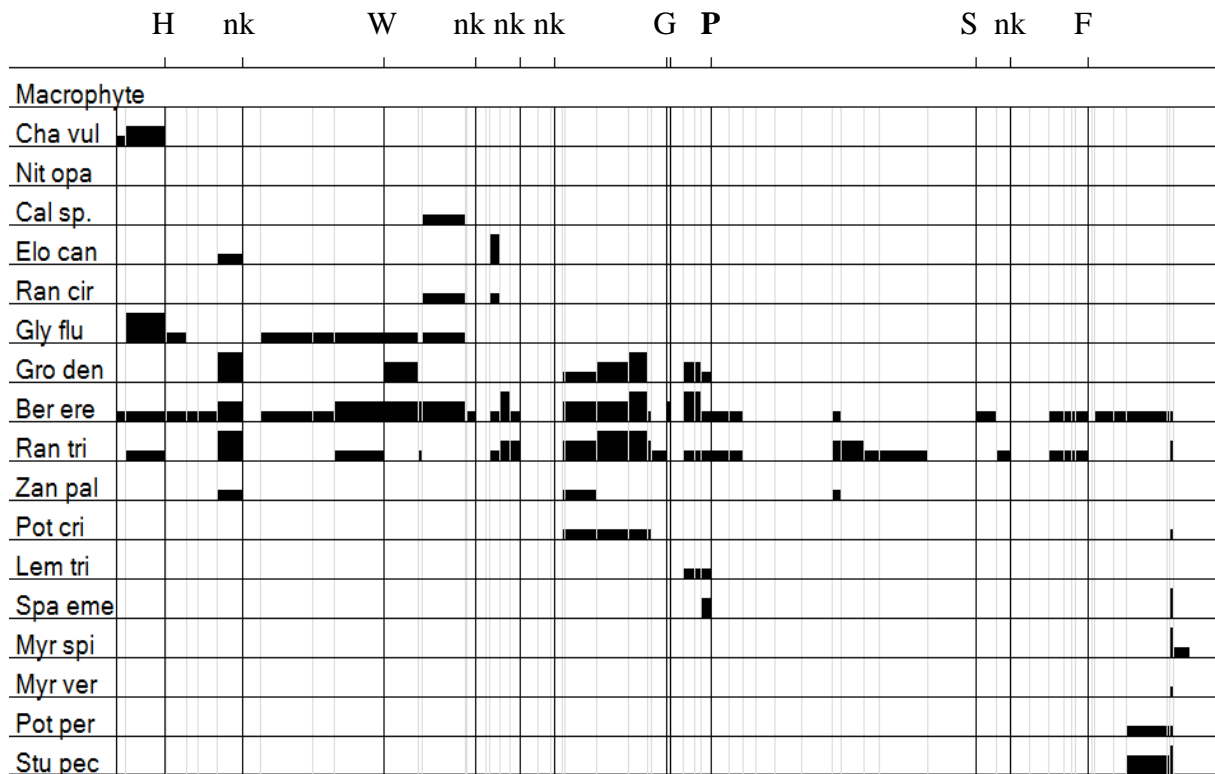 H nk W nk nk nk G P S nk F
Macrophyte
Cha vul
Nit opa
Cal sp.
Elo can
Ran cir
Gly flu
Gro den
Ber ere
Ran tri
Zan pal
Pot cri
Lem tri
Spa eme
Myr spi
Myr ver
Pot per
Stu pec